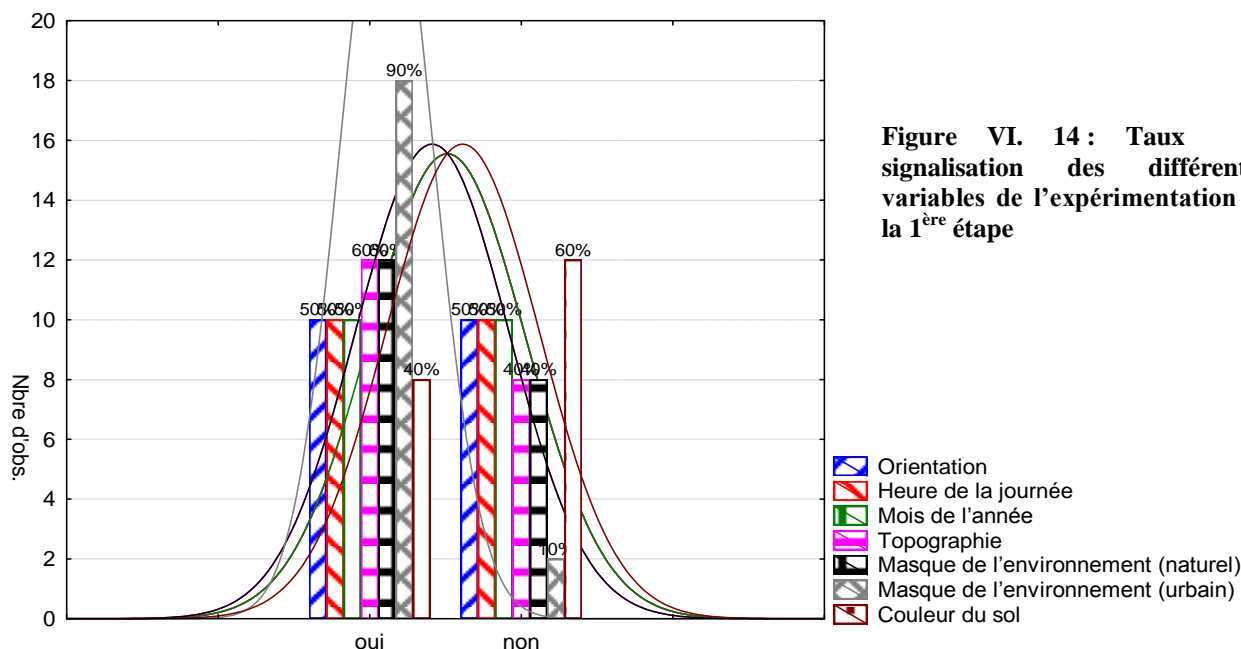 20
18
16
14
12
10
8
6
4
2
0
Nbre d'obs.
50% 50% 50% 60% 60% 90% 40%
50% 50% 50% 40% 40% 10% 60%
oui non
Figure VI. 14 : Taux
signalisation des différent
variables de l'expérimentation
la 1ère étape
Orientation
Heure de la journée
Mois de l'année
Topographie
Masque de l'environnement (naturel)
Masque de l'environnement (urbain)
Couleur du sol